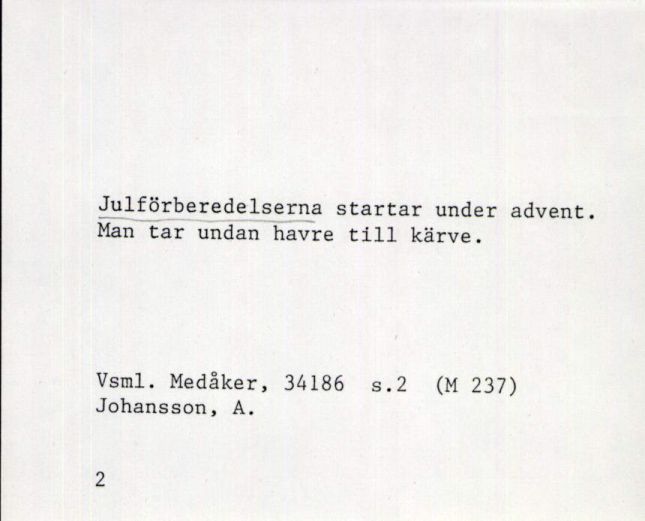 Julförberedelserna startar under advent.
Man tar undan havre till kärve.
Vsml. Medåker, 34186 s.2 (M 237)
Johansson, A.
2